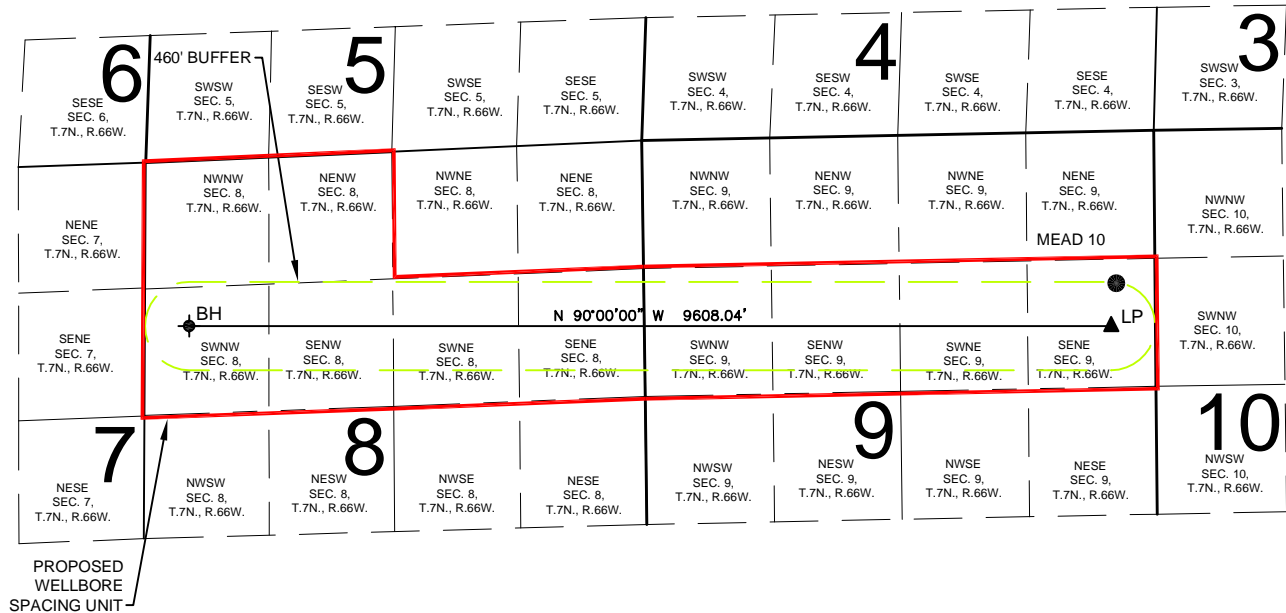 6
5
4
3
460' BUFFER
SESE
SEC. 6,
T.7N., R.66W.
SWSW
SEC. 5,
T.7N., R.66W.
SESW
SEC. 5,
T.7N., R.66W.
SWSE
SEC. 5,
T.7N., R.66W.
SESE
SEC. 5,
T.7N., R.66W.
SWSW
SEC. 4,
T.7N., R.66W.
SESW
SEC. 4,
T.7N., R.66W.
SWSE
SEC. 4,
T.7N., R.66W.
SESE
SEC. 4,
T.7N., R.66W.
SWSW
SEC. 3,
T.7N., R.66W.
NENE
SEC. 7,
T.7N., R.66W.
NWNW
SEC. 8,
T.7N., R.66W.
NENW
SEC. 8,
T.7N., R.66W.
NWNE
SEC. 8,
T.7N., R.66W.
NENE
SEC. 8,
T.7N., R.66W.
NWNW
SEC. 9,
T.7N., R.66W.
NENW
SEC. 9,
T.7N., R.66W.
NWNE
SEC. 9,
T.7N., R.66W.
NENE
SEC. 9,
T.7N., R.66W.
NWNW
SEC. 10,
T.7N., R.66W.
MEAD 10
BH
N 90°00'00" W 9608.04'
LP
SENE
SEC. 7,
T.7N., R.66W.
SWNW
SEC. 8,
T.7N., R.66W.
SENW
SEC. 8,
T.7N., R.66W.
SWNE
SEC. 8,
T.7N., R.66W.
SENE
SEC. 8,
T.7N., R.66W.
SWNW
SEC. 9,
T.7N., R.66W.
SENW
SEC. 9,
T.7N., R.66W.
SWNE
SEC. 9,
T.7N., R.66W.
SENE
SEC. 9,
T.7N., R.66W.
SWNW
SEC. 10,
T.7N., R.66W.
7
8
9
10
NESE
SEC. 7,
T.7N., R.66W.
NWSW
SEC. 8,
T.7N., R.66W.
NESW
SEC. 8,
T.7N., R.66W.
NWSE
SEC. 8,
T.7N., R.66W.
NESE
SEC. 8,
T.7N., R.66W.
NWSW
SEC. 9,
T.7N., R.66W.
NESW
SEC. 9,
T.7N., R.66W.
NWSE
SEC. 9,
T.7N., R.66W.
NESE
SEC. 9,
T.7N., R.66W.
NWSW
SEC. 10,
T.7N., R.66W.
PROPOSED
WELLBORE
SPACING UNIT